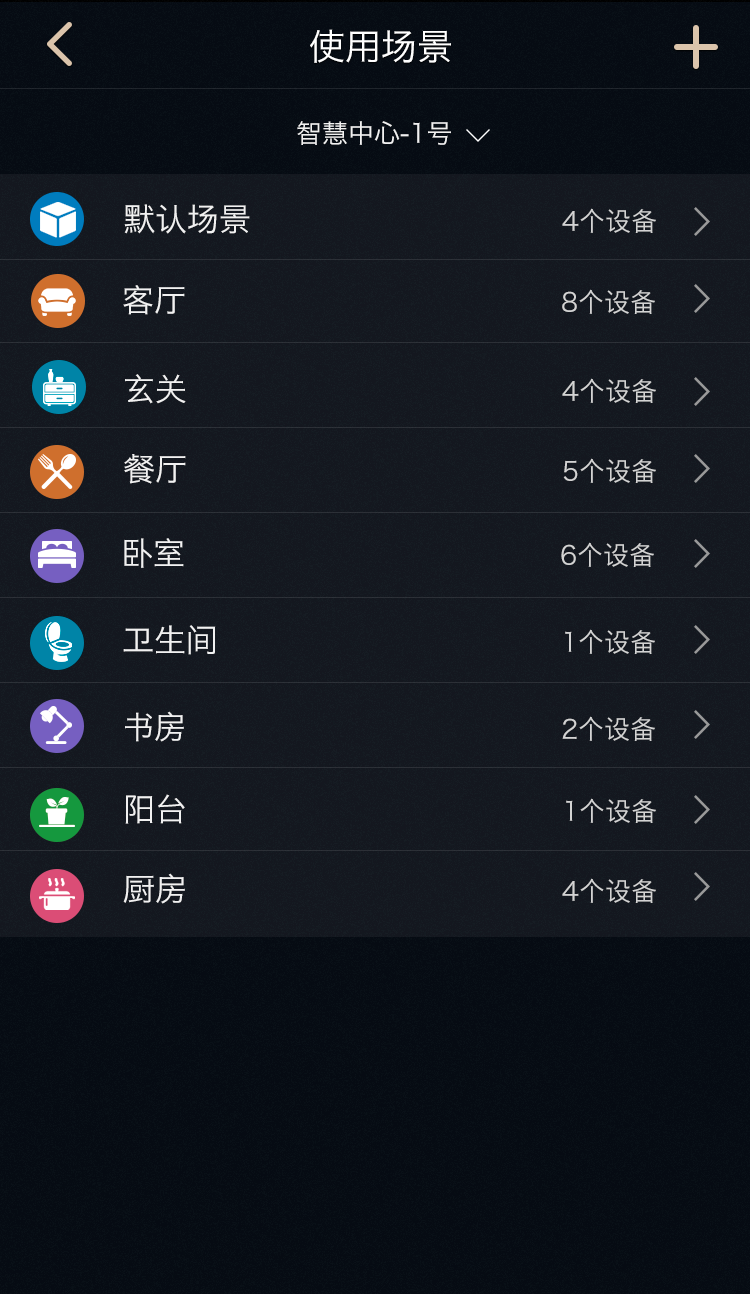 使用场景
智慧中心-1号
默认场景 4个设备
客厅 8个设备
玄关 4个设备
餐厅 5个设备
卧室 6个设备
卫生间 1个设备
书房 2个设备
阳台 1个设备
厨房 4个设备